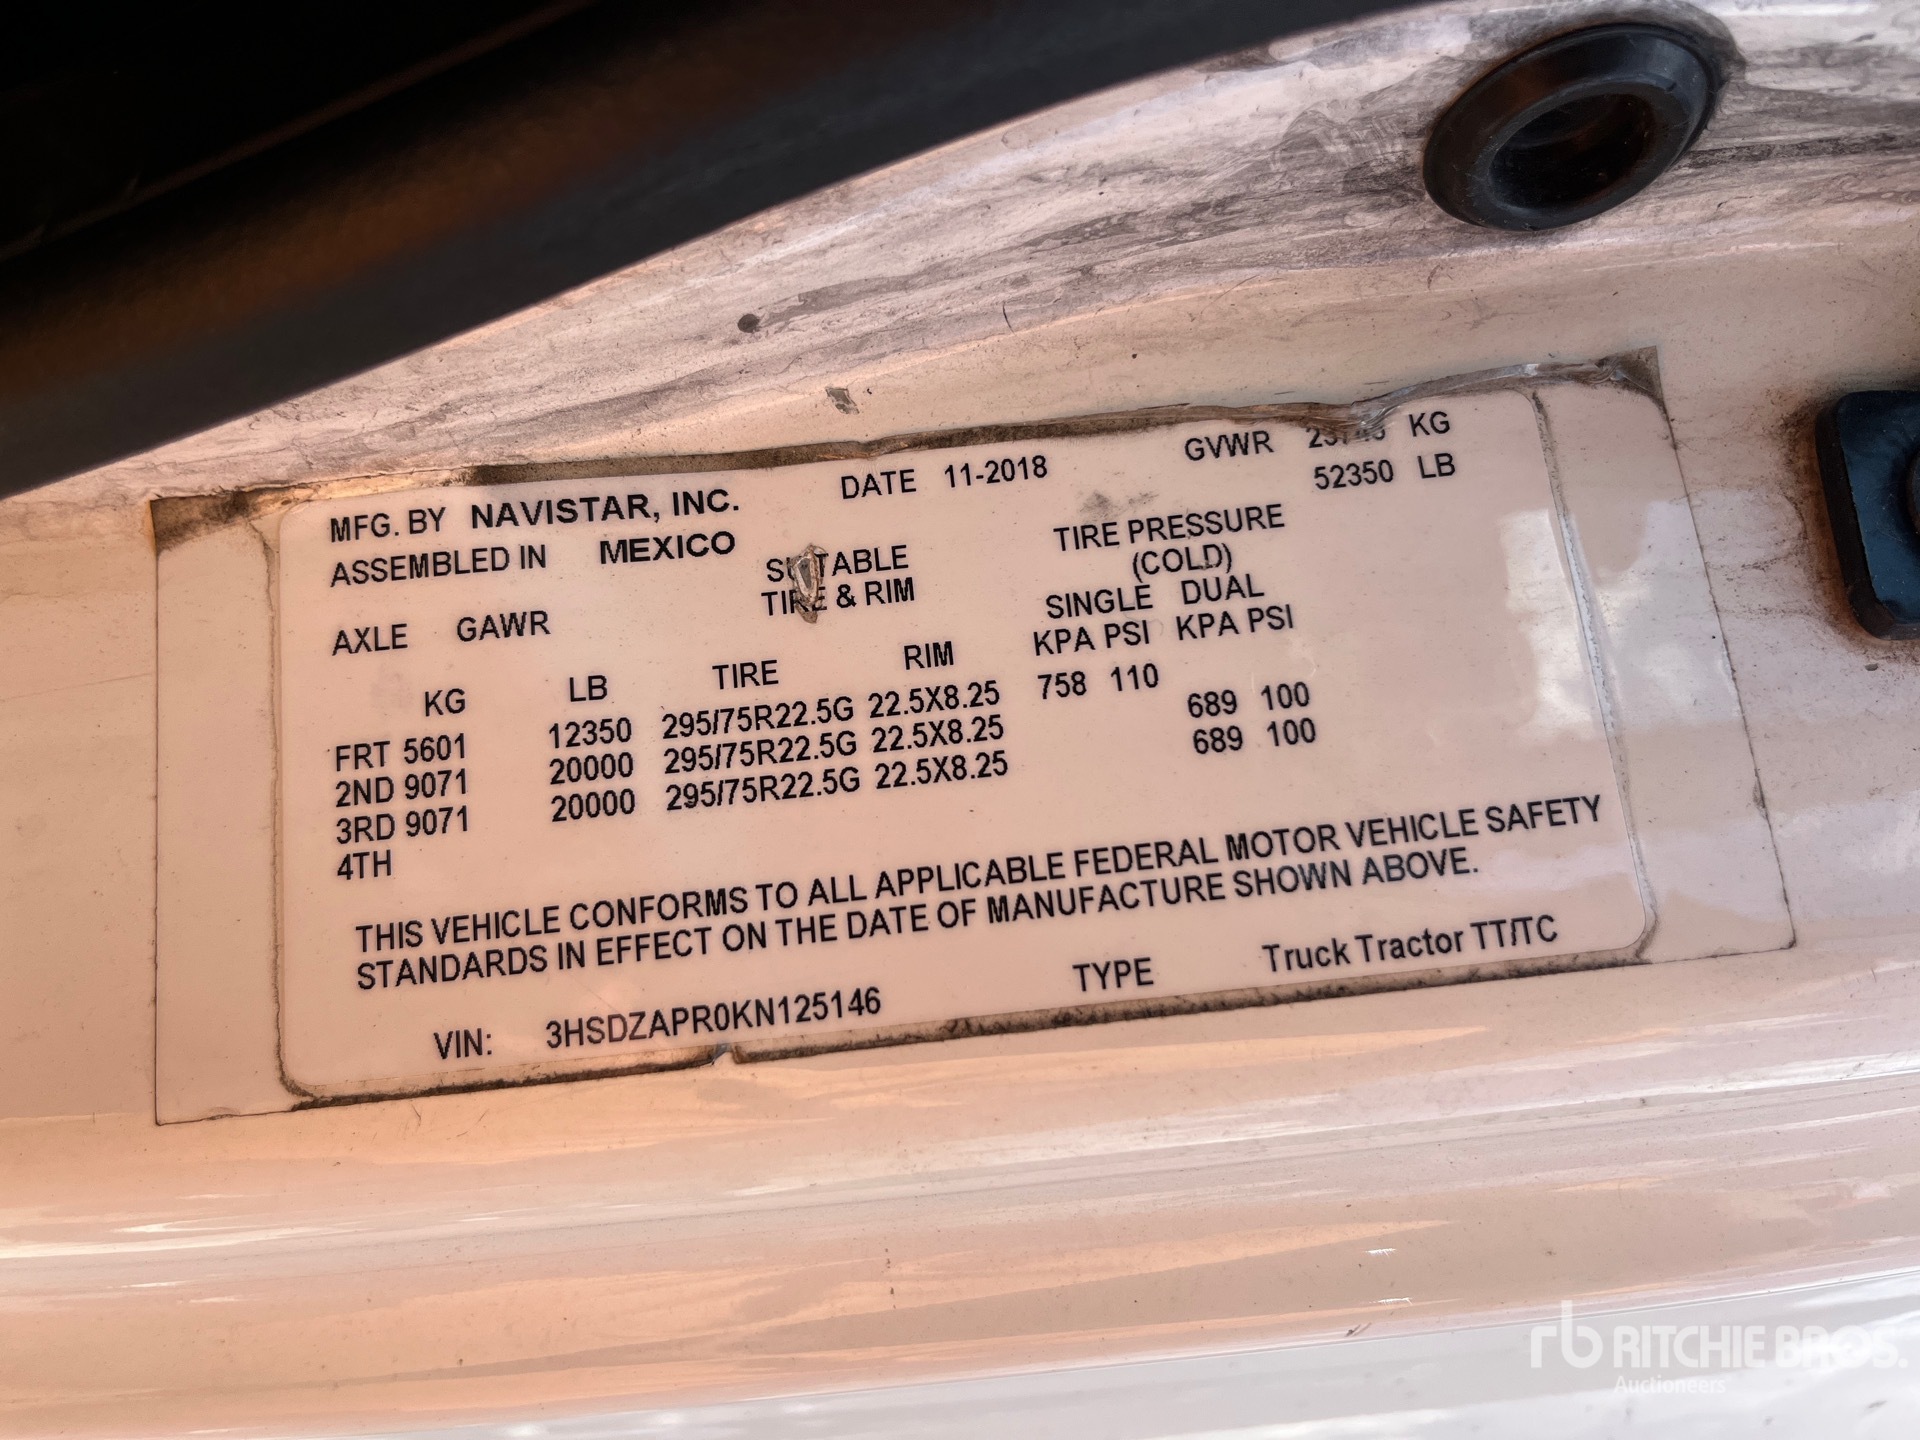 MFG. BY NAVISTAR, INC. DATE 11-2018 GVWR KG
ASSEMBLED IN MEXICO 52350 LB
SUITABLE TIRE PRESSURE
TIRE & RIM (COLD)
AXLE GAWR SINGLE DUAL
KPA PSI KPA PSI
KG LB TIRE RIM
FRT 5601 12350 295/75R22.5G 22.5X8.25 758 110
2ND 9071 20000 295/75R22.5G 22.5X8.25 689 100
3RD 9071 20000 295/75R22.5G 22.5X8.25 689 100
4TH
THIS VEHICLE CONFORMS TO ALL APPLICABLE FEDERAL MOTOR VEHICLE SAFETY
STANDARDS IN EFFECT ON THE DATE OF MANUFACTURE SHOWN ABOVE.
VIN: 3HSDZAPR0KN125146 TYPE Truck Tractor TT/TC
rb RITCHIE BROS.
Auctioneers